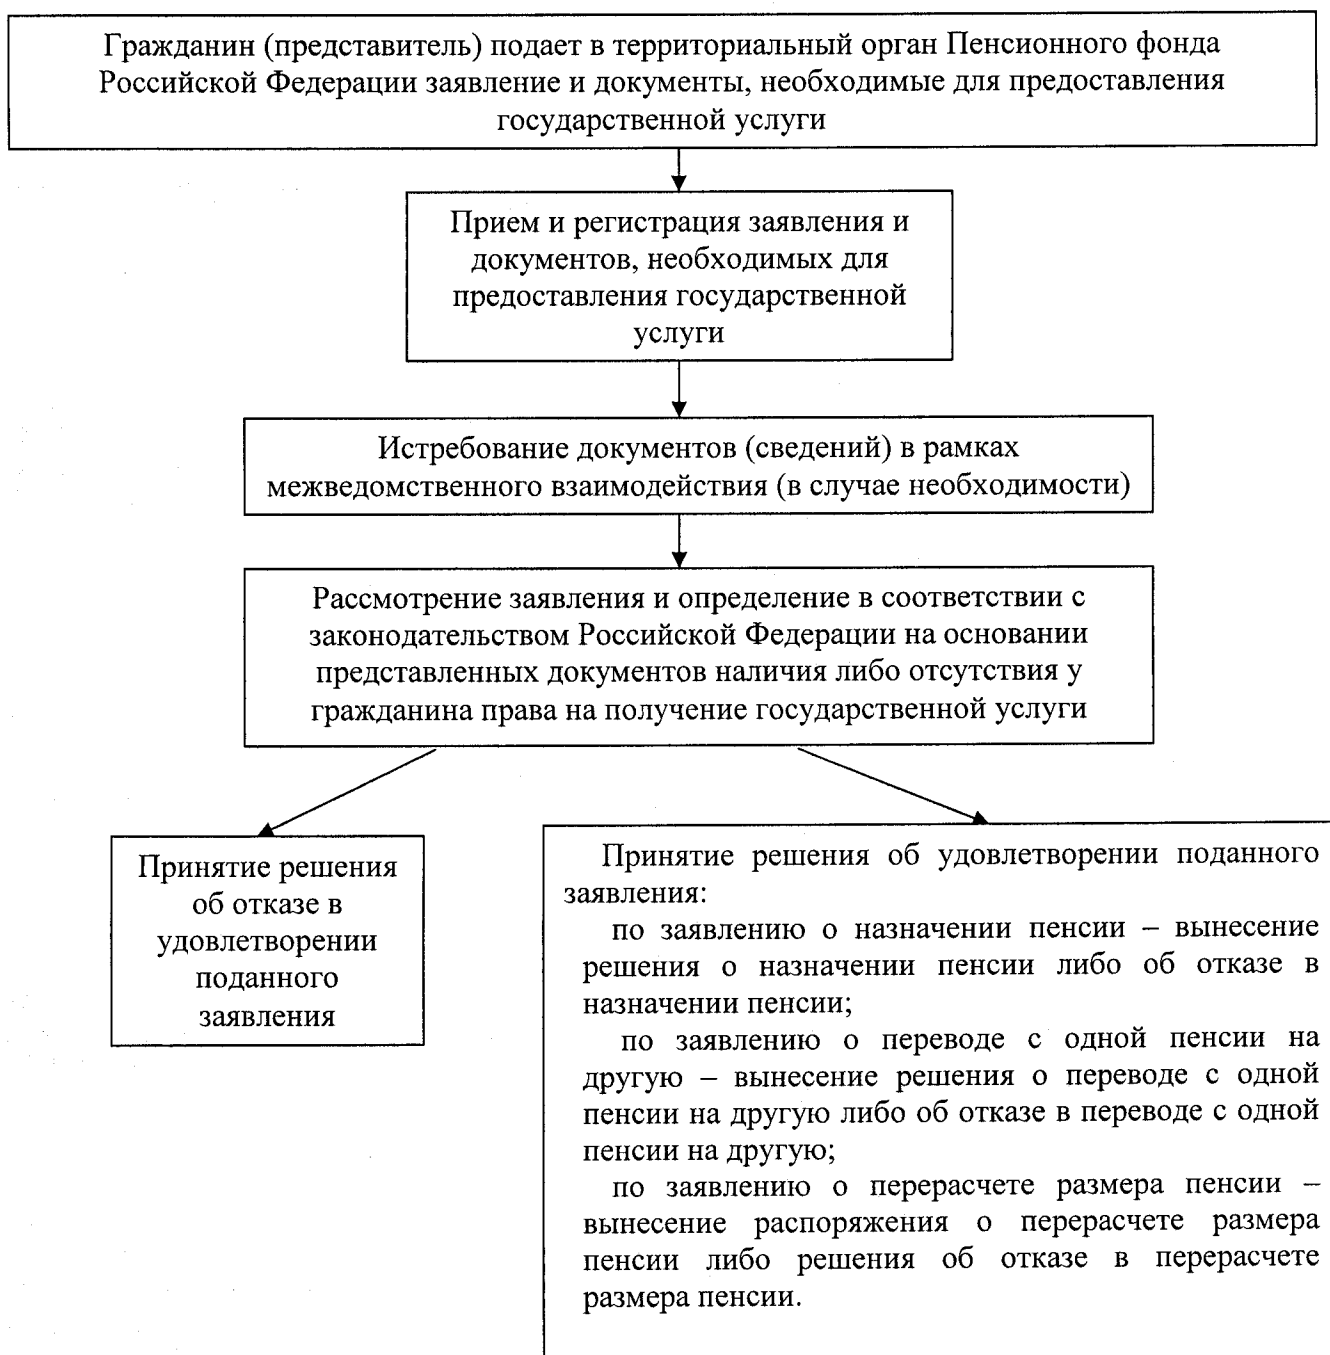 Гражданин (представитель) подает в территориальный орган Пенсионного фонда
Российской Федерации заявление и документы, необходимые для предоставления
государственной услуги
Прием и регистрация заявления и
документов, необходимых для
предоставления государственной
услуги
Истребование документов (сведений) в рамках
межведомственного взаимодействия (в случае необходимости)
Рассмотрение заявления и определение в соответствии с
законодательством Российской Федерации на основании
представленных документов наличия либо отсутствия у
гражданина права на получение государственной услуги
Принятие решения
об отказе в
удовлетворении
поданного
заявления
Принятие решения об удовлетворении поданного
заявления:
по заявлению о назначении пенсии – вынесение
решения о назначении пенсии либо об отказе в
назначении пенсии;
по заявлению о переводе с одной пенсии на
другую – вынесение решения о переводе с одной
пенсии на другую либо об отказе в переводе с одной
пенсии на другую;
по заявлению о перерасчете размера пенсии –
вынесение распоряжения о перерасчете размера
пенсии либо решения об отказе в перерасчете
размера пенсии.